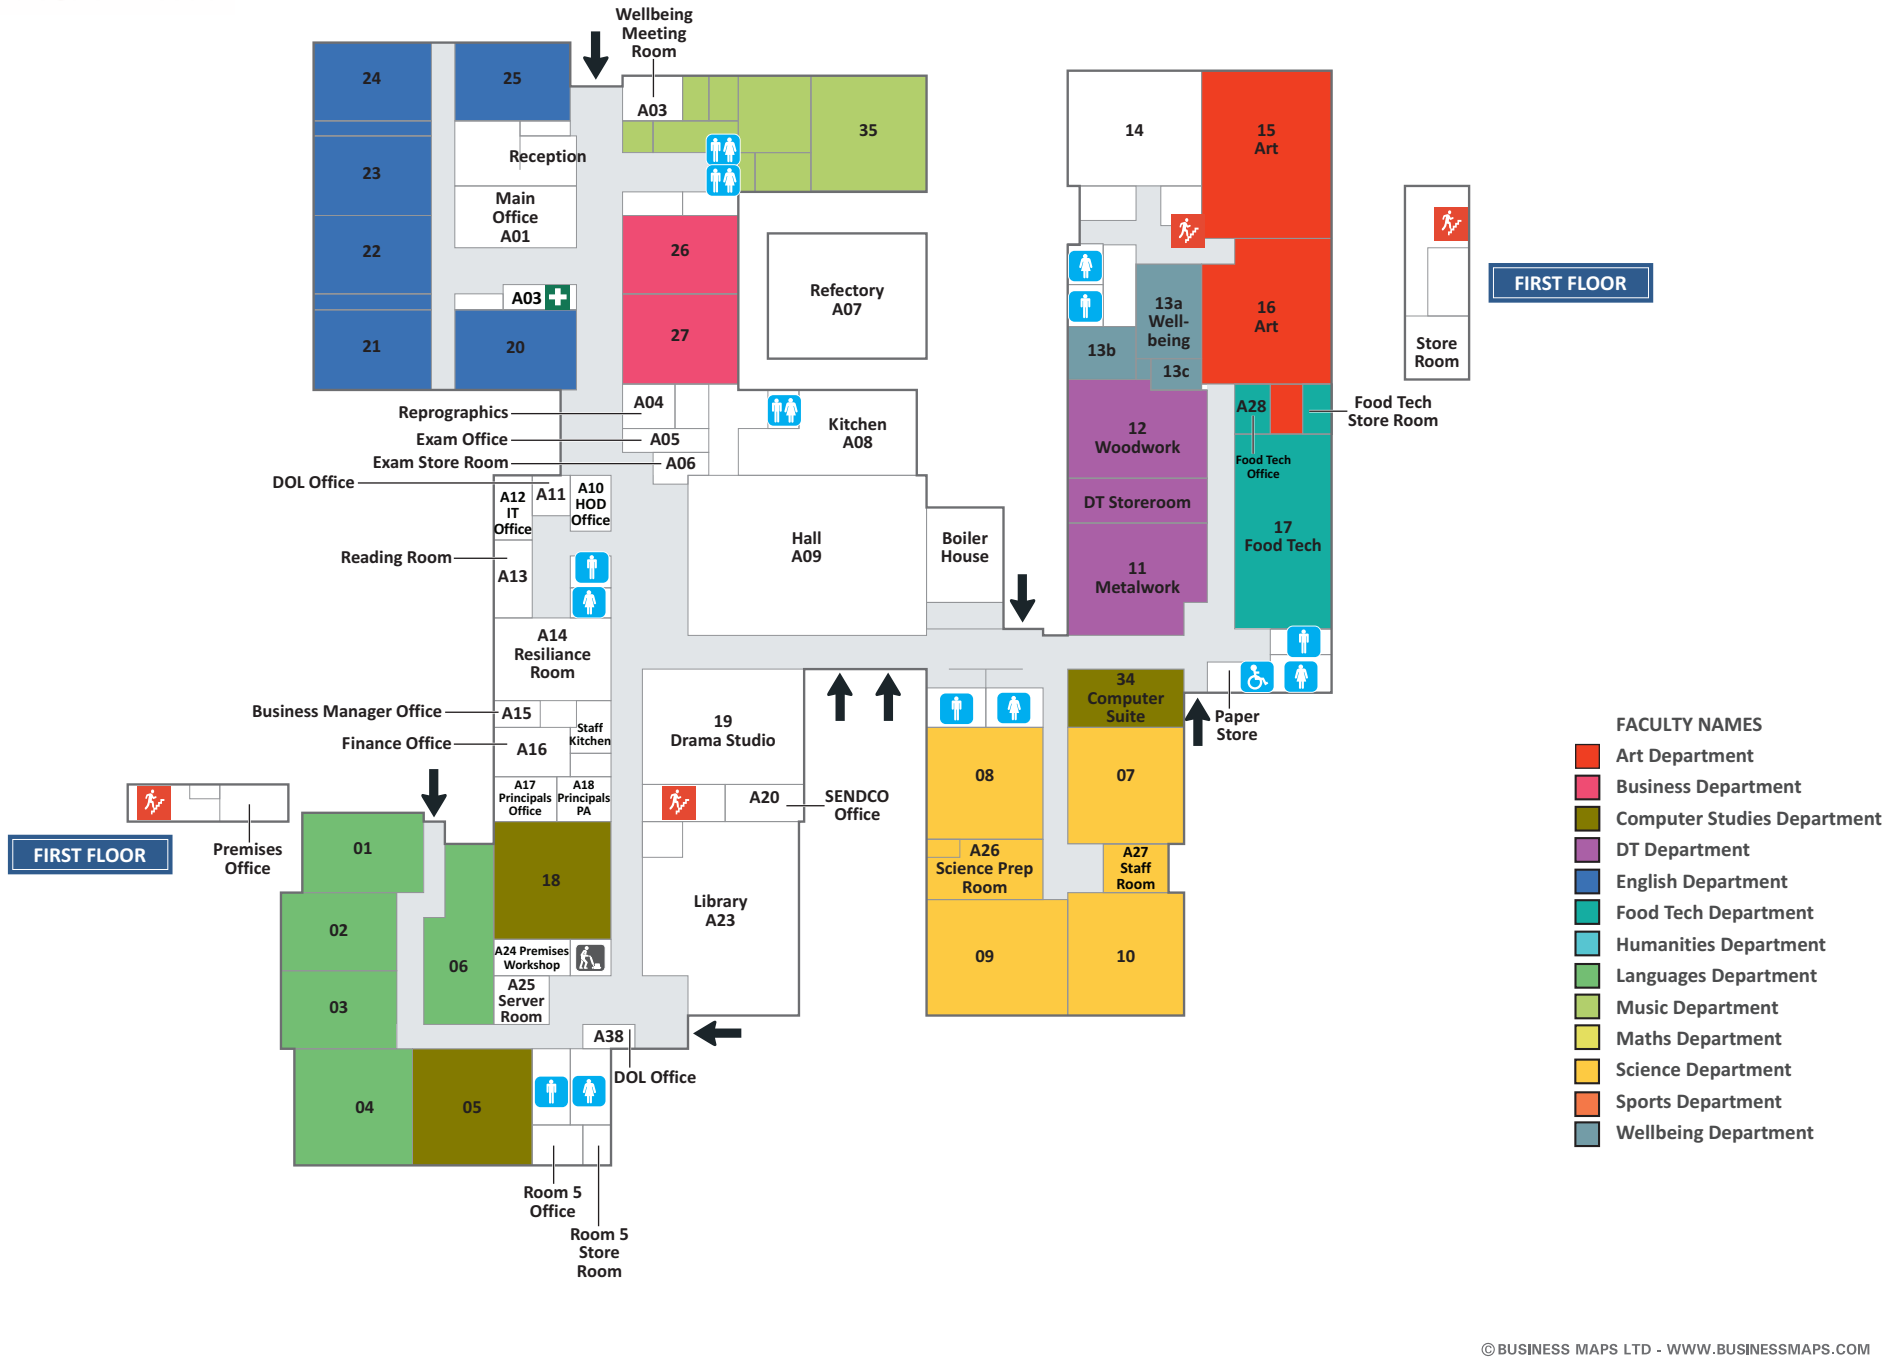 Wellbeing
Meeting
Room
A03
24
25
35
Reception
23
Main
Office
A01
22
A03
21
20
26
27
Refectory
A07
14
15
Art
16
Art
13a
Well-
being
13b
13c
FIRST FLOOR
Store
Room
Reprographics
A04
Exam Office
A05
Exam Store Room
A06
Kitchen
A08
DOL Office
A12
IT
Office
A11
A10
HOD
Office
Reading Room
A13
Hall
A09
Boiler
House
12
Woodwork
DT Storeroom
11
Metalwork
A28
Food Tech
Office
Food Tech
Store Room
17
Food Tech
A14
Resiliance
Room
Business Manager Office
A15
Finance Office
A16
Staff
Kitchen
A17
Principals
Office
A18
Principals
PA
19
Drama Studio
A20
SENDCO
Office
34
Computer
Suite
Paper
Store
08
07
A26
Science Prep
Room
A27
Staff
Room
09
10
FIRST FLOOR
Premises
Office
01
02
03
04
05
06
18
Library
A23
A24 Premises
Workshop
A25
Server
Room
A38
DOL Office
Room 5
Office
Room 5
Store
Room
FACULTY NAMES
Art Department
Business Department
Computer Studies Department
DT Department
English Department
Food Tech Department
Humanities Department
Languages Department
Music Department
Maths Department
Science Department
Sports Department
Wellbeing Department
©BUSINESS MAPS LTD - WWW.BUSINESSMAPS.COM